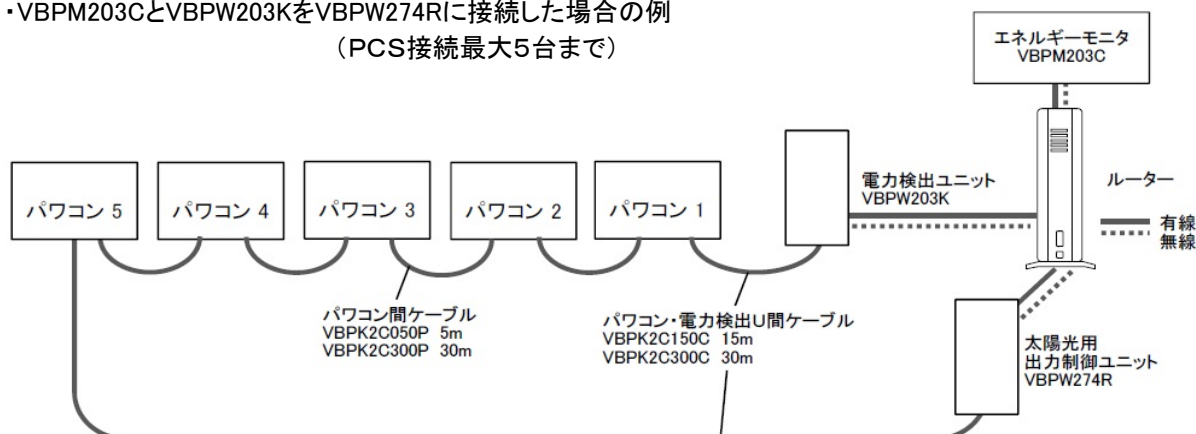 ・VBPM203CとVBPW203KをVBPW274Rに接続した場合の例
（ＰＣＳ接続最大５台まで）
エネルギーモニタ
VBPM203C
パワコン 5
パワコン 4
パワコン 3
パワコン 2
パワコン 1
電力検出ユニット
VBPW203K
ルーター
有線
無線
パワコン間ケーブル
VBPK2C050P 5m
VBPK2C300P 30m
パワコン・電力検出U間ケーブル
VBPK2C150C 15m
VBPK2C300C 30m
太陽光用
出力制御ユニット
VBPW274R